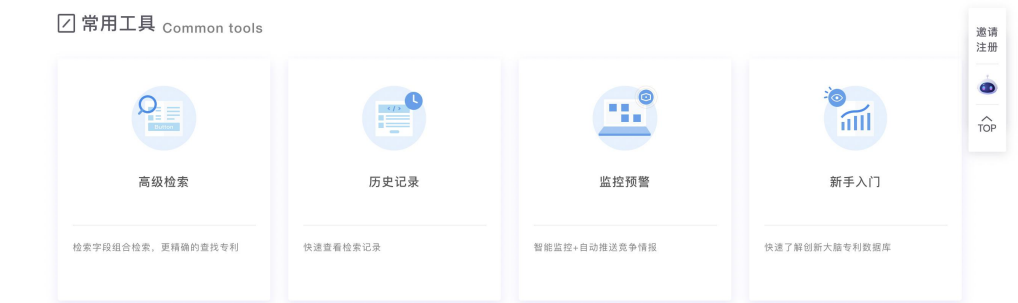 常用工具 Common tools
邀请
注册
TOP
Button
</>
高级检索
历史记录
监控预警
新手入门
检索字段组合检索，更精确的查找专利
快速查看检索记录
智能监控+自动推送竞争情报
快速了解创新大脑专利数据库